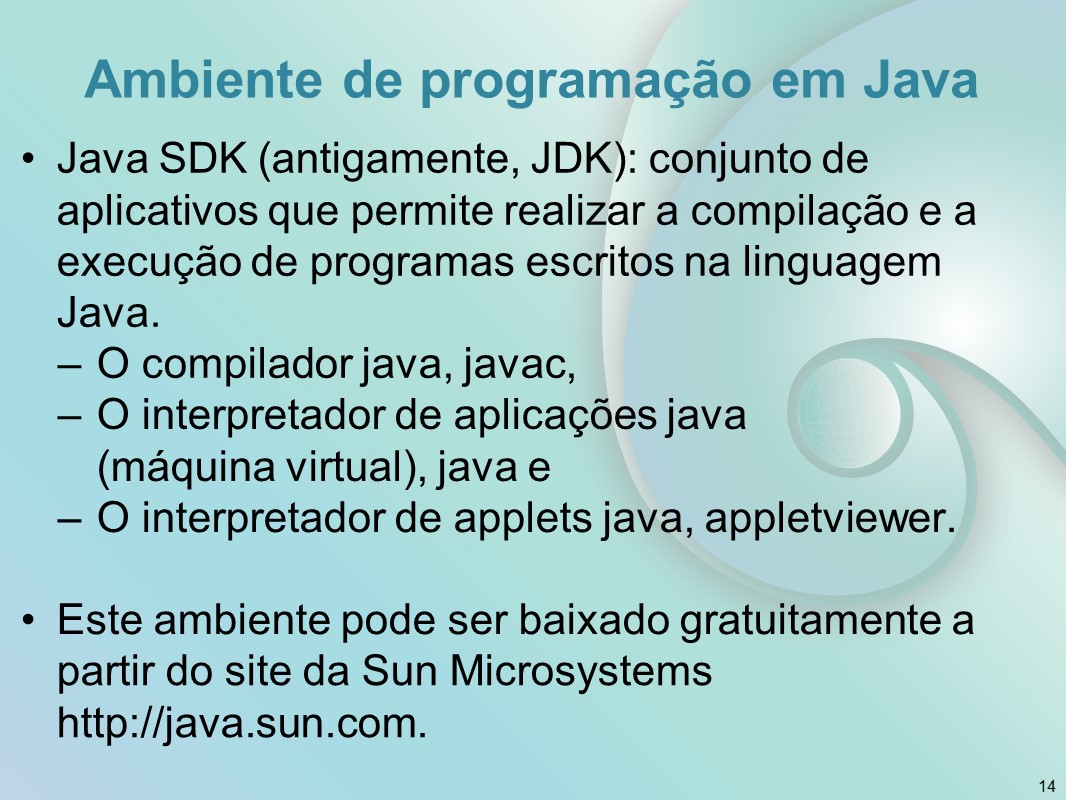 Ambiente de programação em Java
• Java SDK (antigamente, JDK): conjunto de
aplicativos que permite realizar a compilação e a
execução de programas escritos na linguagem
Java.
– O compilador java, javac,
– O interpretador de aplicações java
(máquina virtual), java e
– O interpretador de applets java, appletviewer.
• Este ambiente pode ser baixado gratuitamente a
partir do site da Sun Microsystems
http://java.sun.com.
14